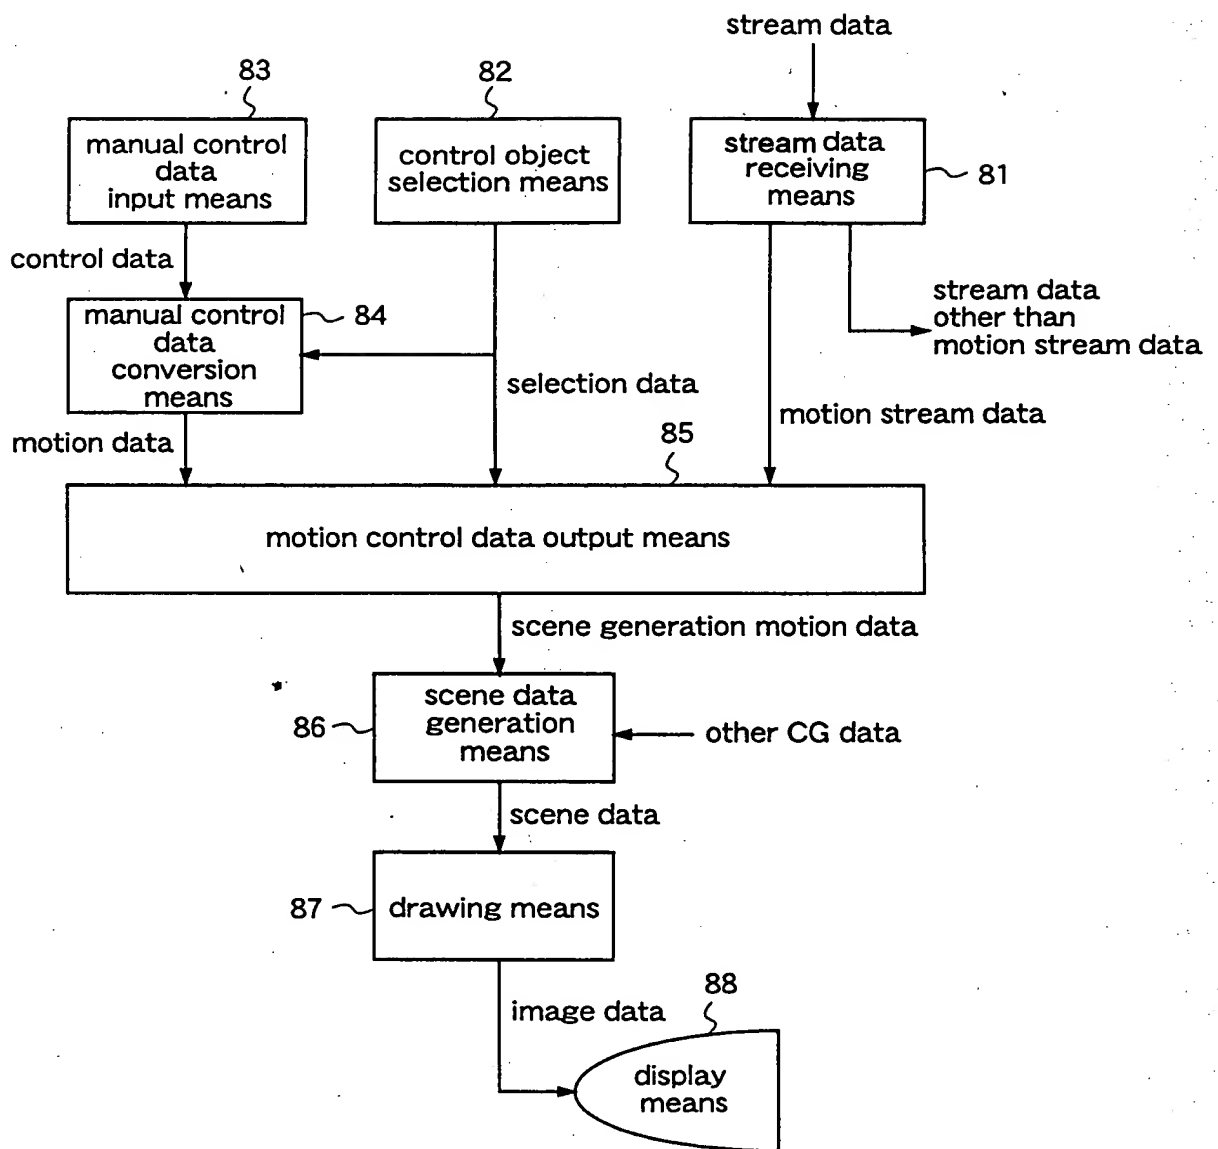 stream data
83
82
manual control
data
input means
control object
selection means
stream data
receiving
means
81
control data
stream data
other than
motion stream data
manual control
data
conversion
means
84
selection data
motion stream data
motion data
85
motion control data output means
scene generation motion data
scene data
generation
means
86
other CG data
scene data
87
drawing means
88
image data
display
means